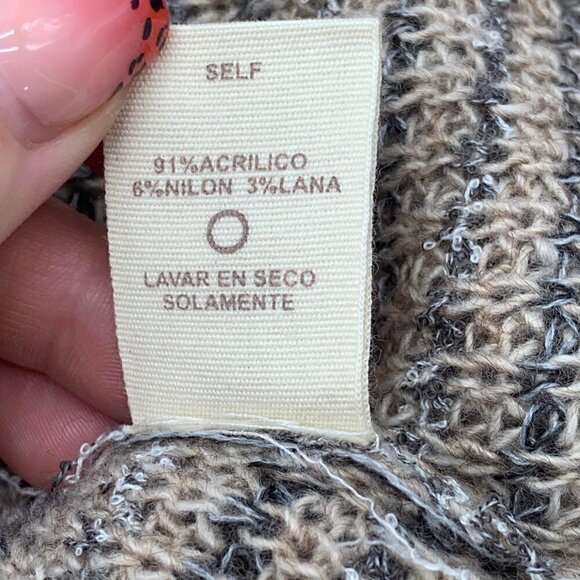 SELF
91%ACRILICO
6%NILON 3%LANA
LAVAR EN SECO
SOLAMENTE